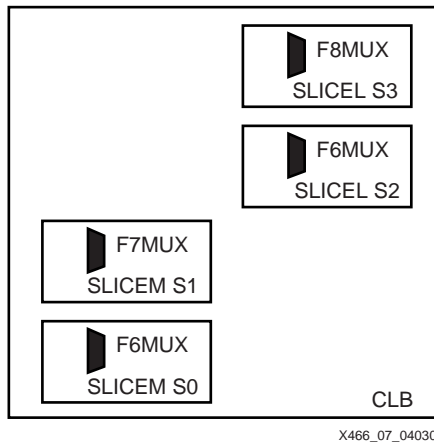 F8MUX
SLICEL S3
F6MUX
SLICEL S2
F7MUX
SLICEM S1
F6MUX
SLICEM S0
CLB
X466_07_04030